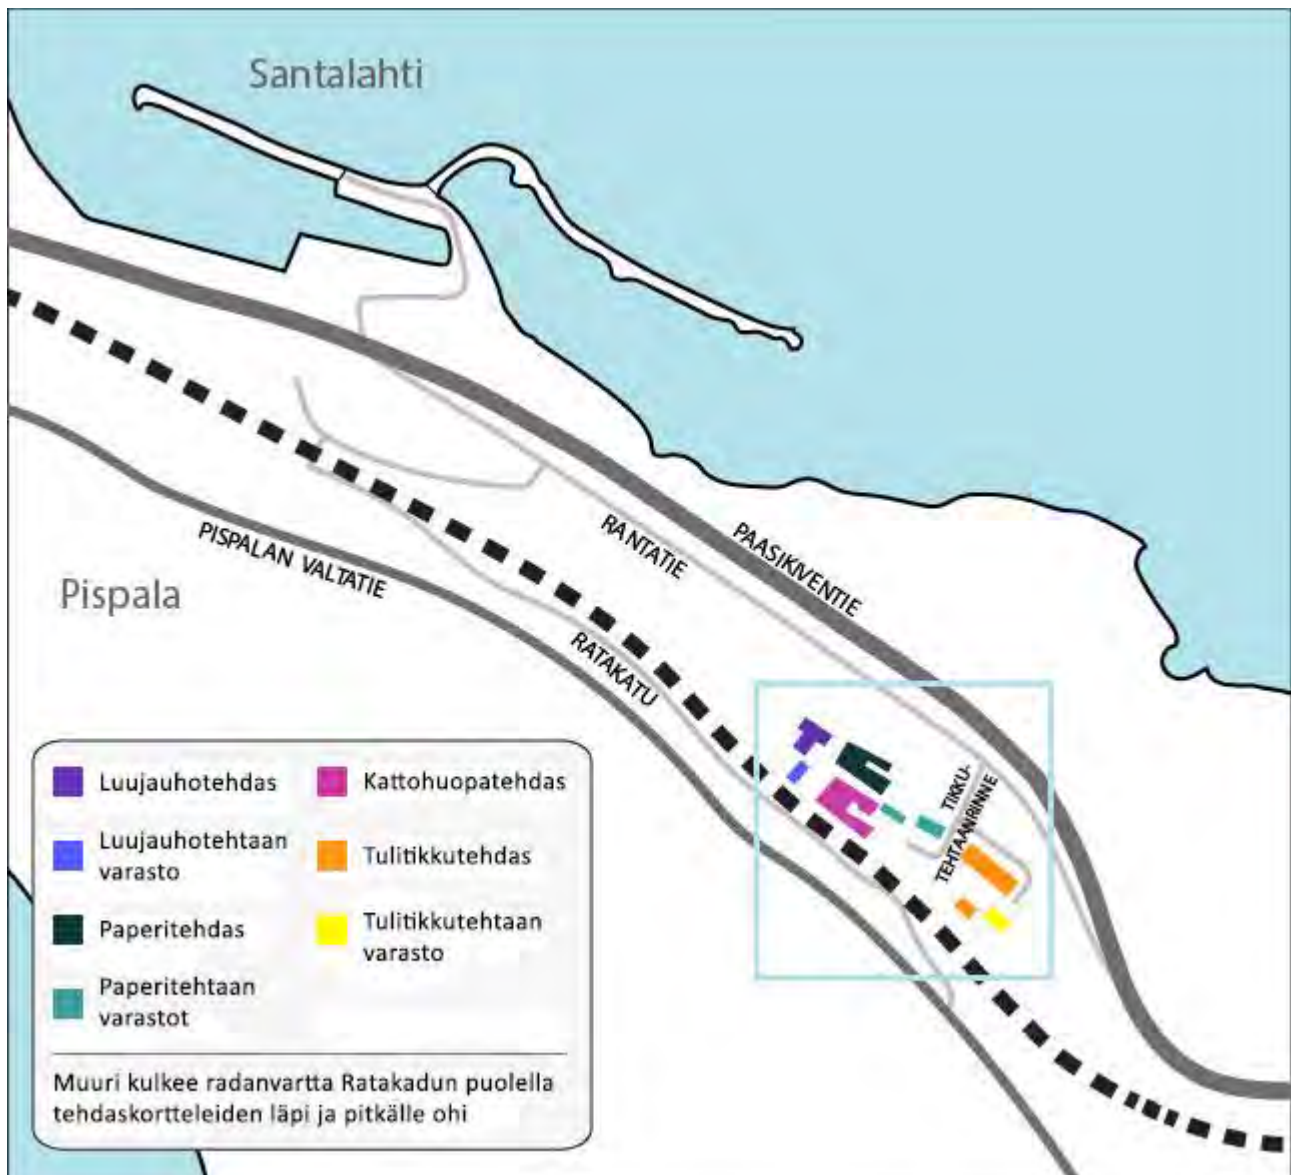 Santalahti
PISPALAN VALTATIE
RANTATIE
PAASIKIVENTIE
Pispala
RATAKATU
TIKKU-
TEHTAANRINNE
Luujauhotehdas
Luujauhotehtaan
varasto
Paperitehdas
Paperitehtaan
varastot
Kattohuopatehdas
Tulitikkutehdas
Tulitikkutehtaan
varasto
Muuri kulkee radanvartta Ratakadun puolella
tehdaskortteleiden läpi ja pitkälle ohi